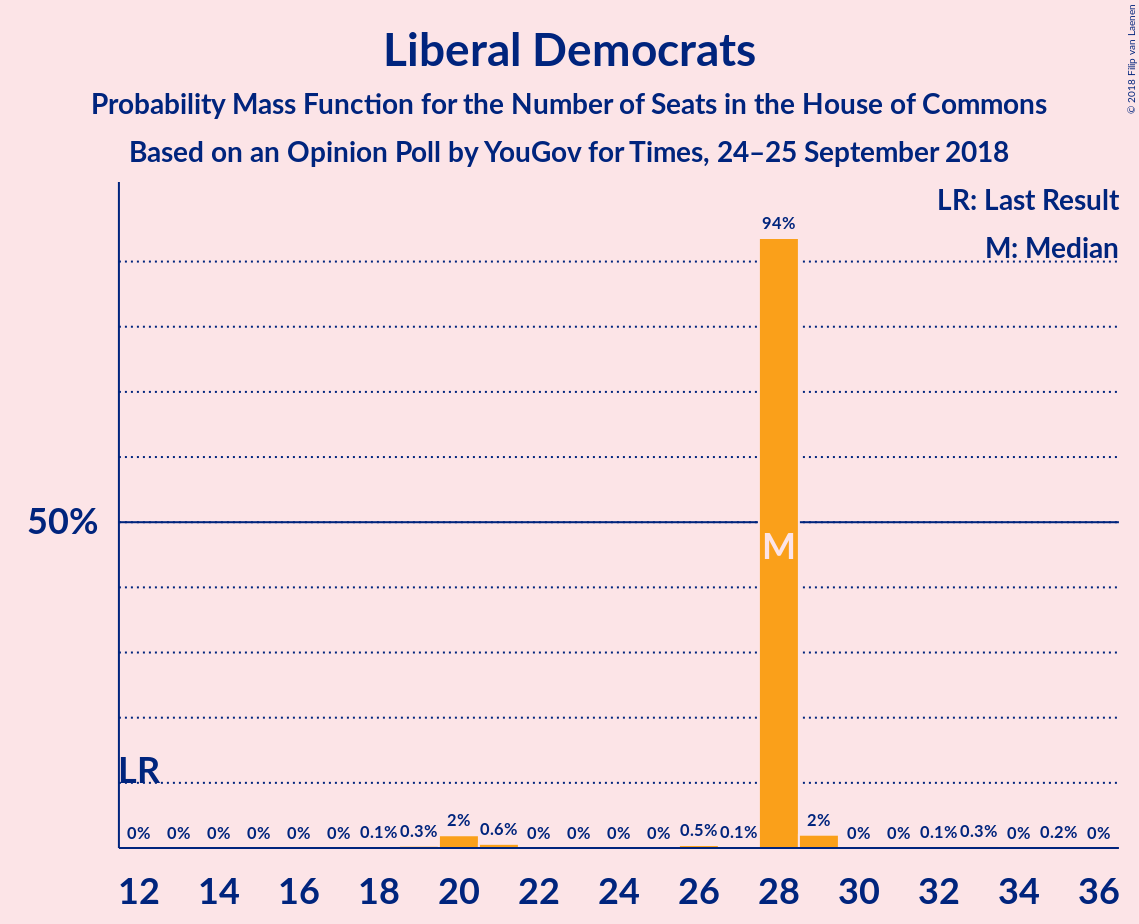 © 2018 Filip van Laenen
Liberal Democrats
Probability Mass Function for the Number of Seats in the House of Commons
Based on an Opinion Poll by YouGov for Times, 24–25 September 2018
LR: Last Result
M: Median
94%
50%
M
LR
0% 0% 0% 0% 0% 0% 0.1% 0.3% 2% 0.6% 0% 0% 0% 0% 0.5% 0.1% 2% 0% 0% 0.1% 0.3% 0% 0.2% 0%
12 14 16 18 20 22 24 26 28 30 32 34 36